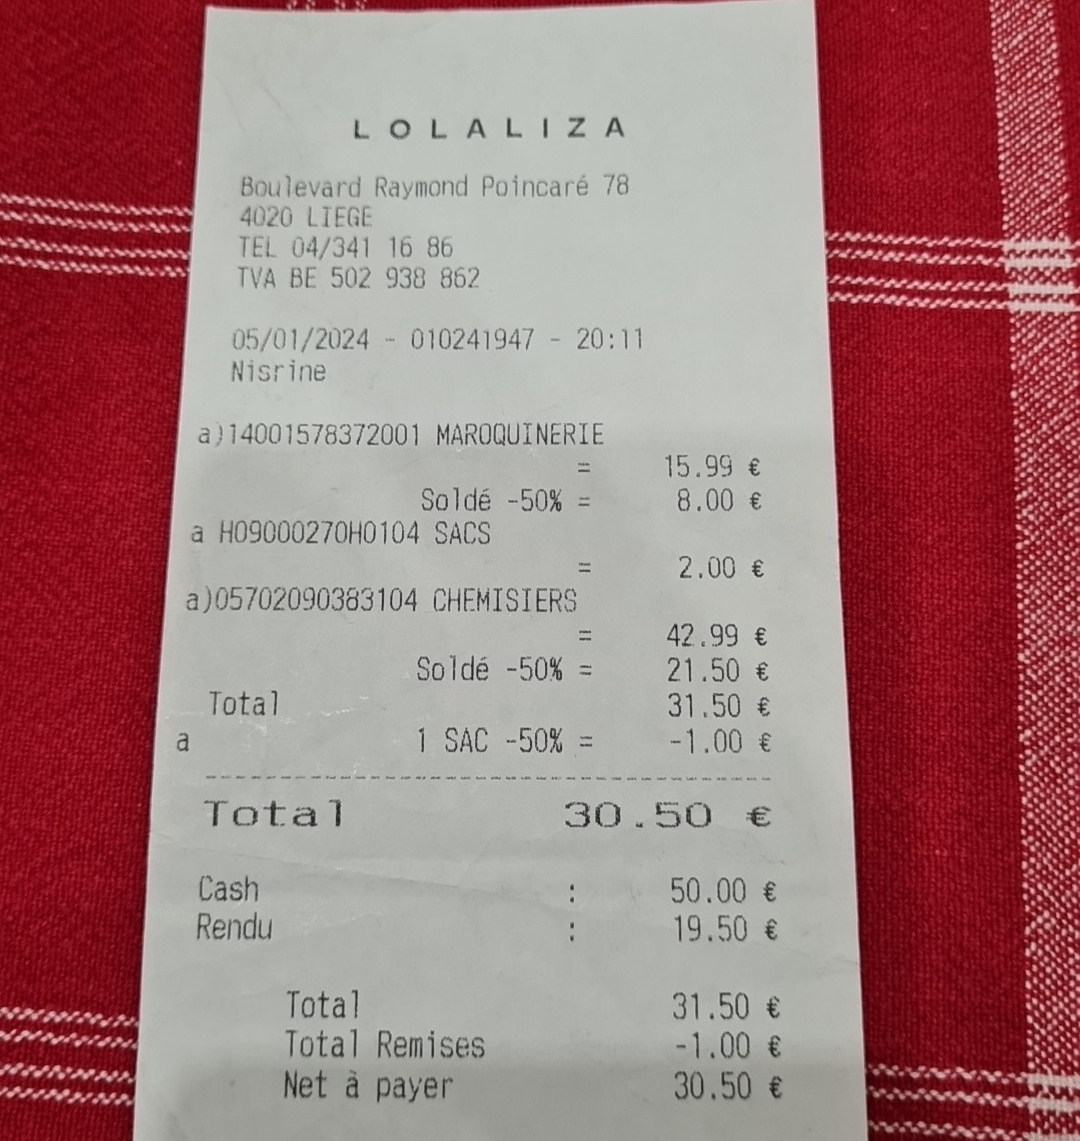 LOLALIZA
Boulevard Raymond Poincaré 78
4020 LIEGE
TEL 04/341 16 86
TVA BE 502 938 862
05/01/2024 - 010241947 - 20:11
Nisrine
a)14001578372001 MAROQUINERIE
= 15.99 €
Soldé -50% = 8.00 €
a H09000270H0104 SACS
= 2.00 €
a)05702090383104 CHEMISIERS
= 42.99 €
Soldé -50% = 21.50 €
Total 31.50 €
a 1 SAC -50% = -1.00 €
Total 30.50 €
Cash : 50.00 €
Rendu : 19.50 €
Total 31.50 €
Total Remises -1.00 €
Net à payer 30.50 €